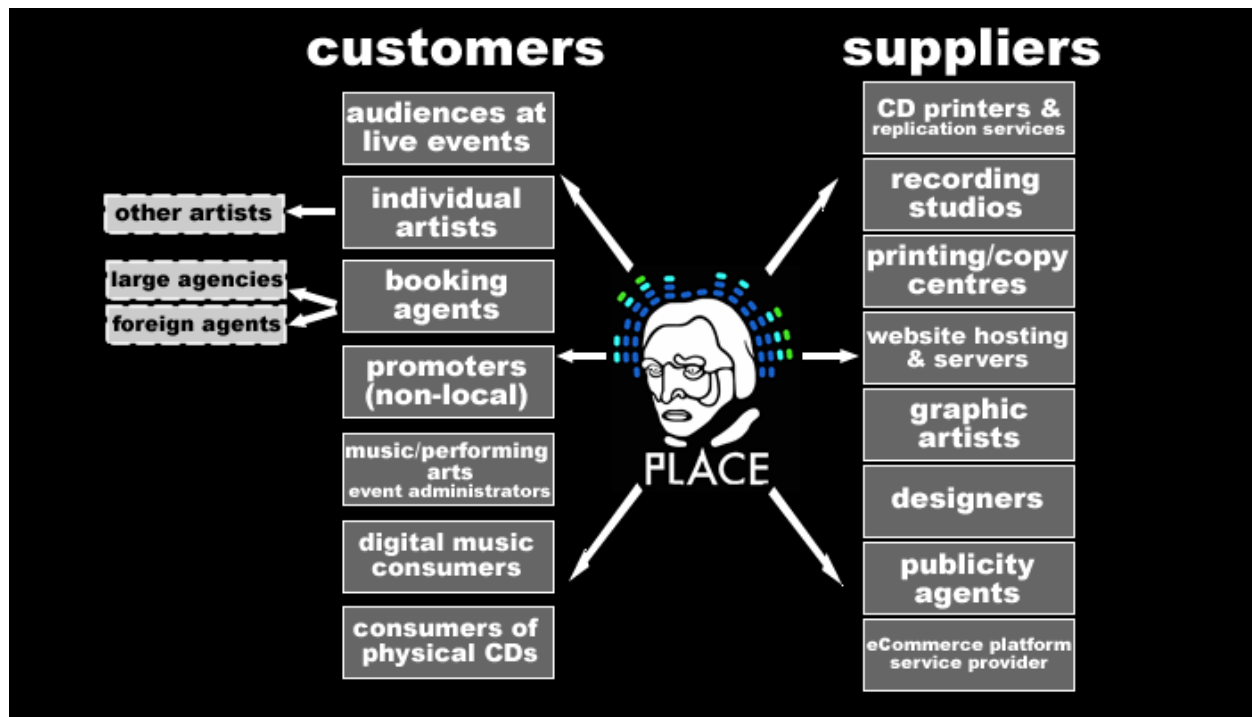 customers
audiences at
live events
individual
artists
other artists
booking
agents
large agencies
foreign agents
promoters
(non-local)
music/performing
arts
event administrators
digital music
consumers
consumers of
physical CDs
PLACE
suppliers
CD printers &
replication services
recording
studios
printing/copy
centres
website hosting
& servers
graphic
artists
designers
publicity
agents
eCommerce platform
service provider